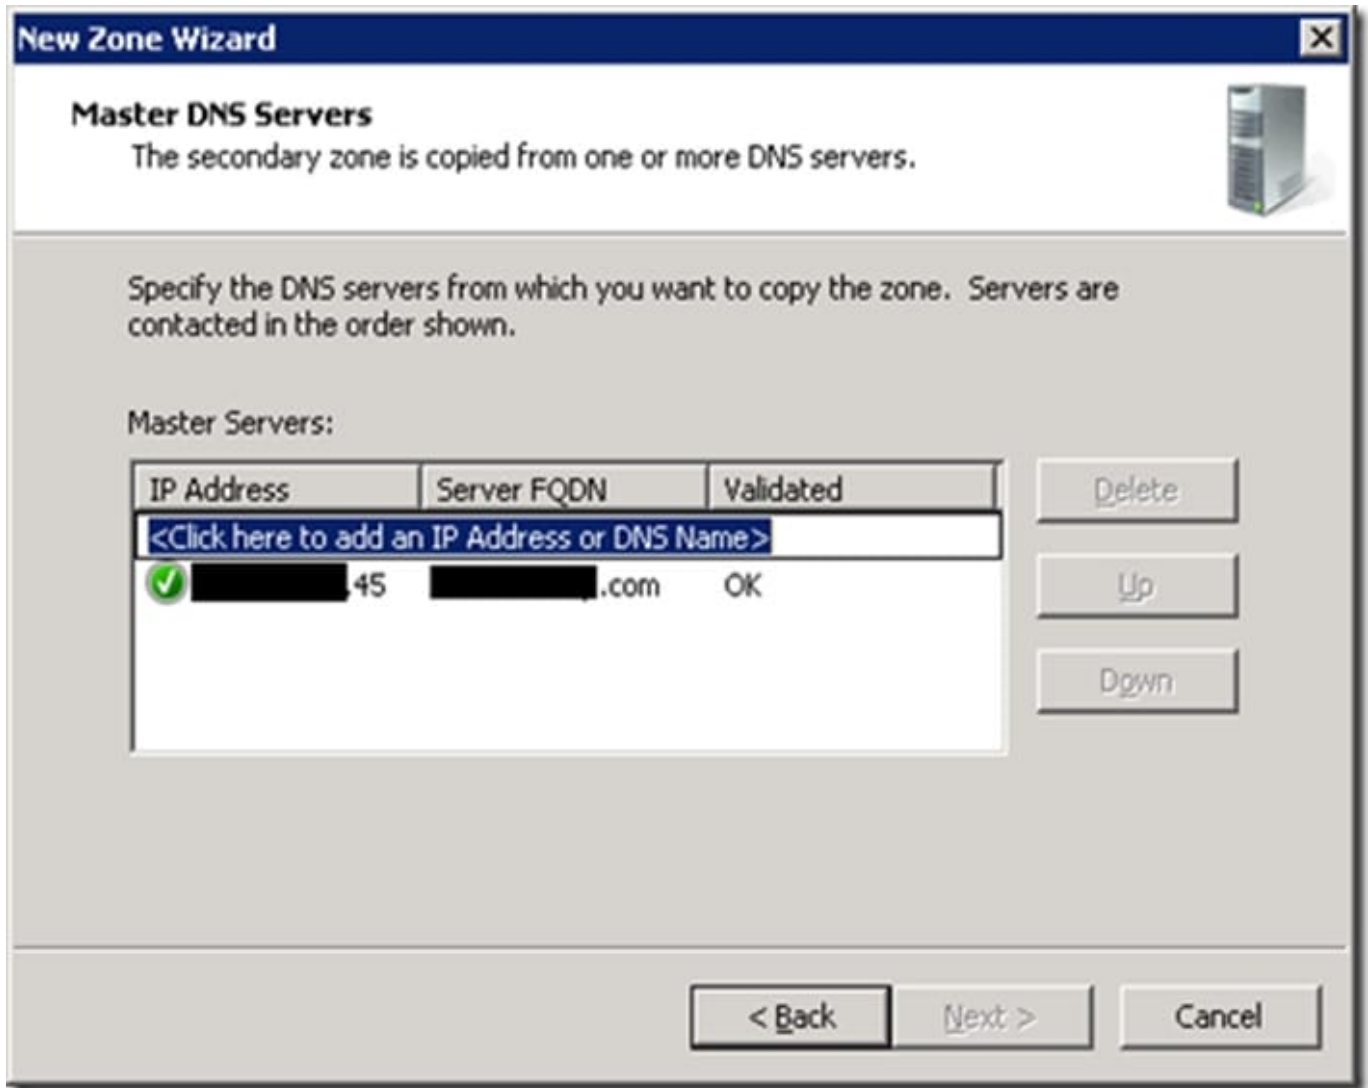 New Zone Wizard
Master DNS Servers
The secondary zone is copied from one or more DNS servers.
Specify the DNS servers from which you want to copy the zone. Servers are
contacted in the order shown.
Master Servers:
IP Address Server FQDN Validated
<Click here to add an IP Address or DNS Name>
.45 .com OK
Delete
Up
Down
< Back Next > Cancel